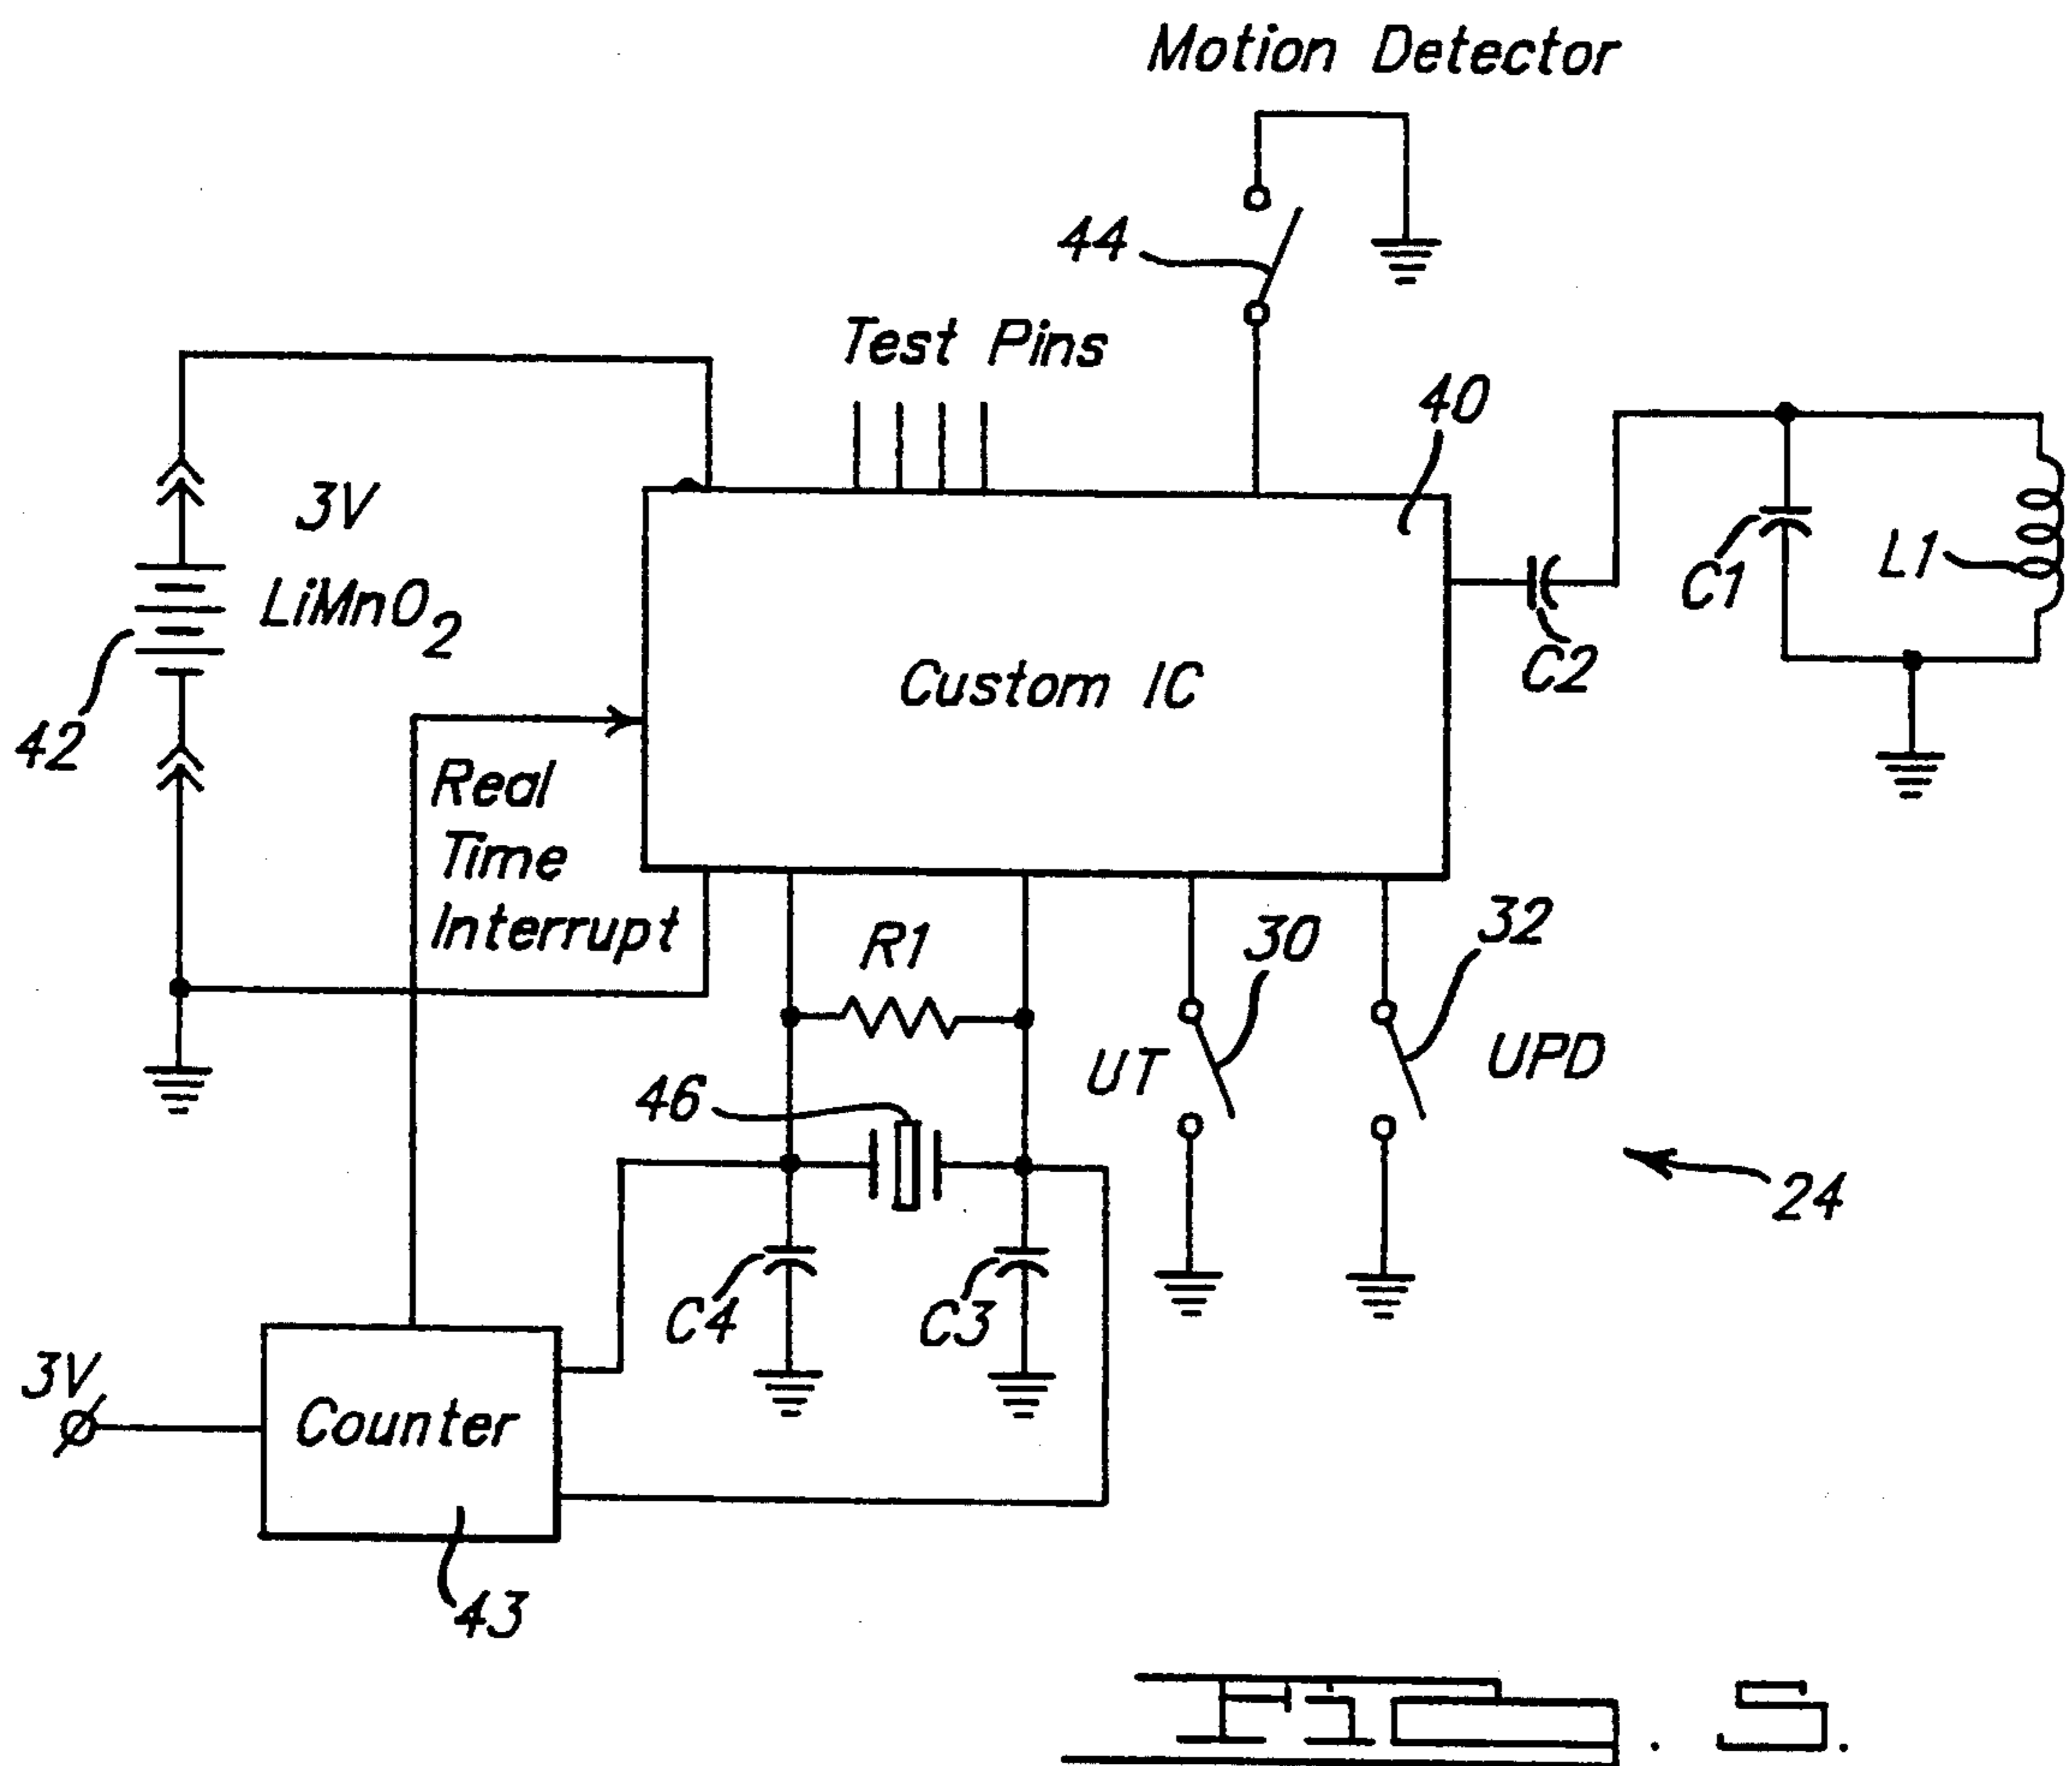 Motion Detector
44
Test Pins
40
3V
LiMnO2
C1
L1
C2
Custom IC
42
Real
Time
Interrupt
R1
30
32
UT
UPD
46
24
C4
C3
3V
Counter
43
FIG. 5.